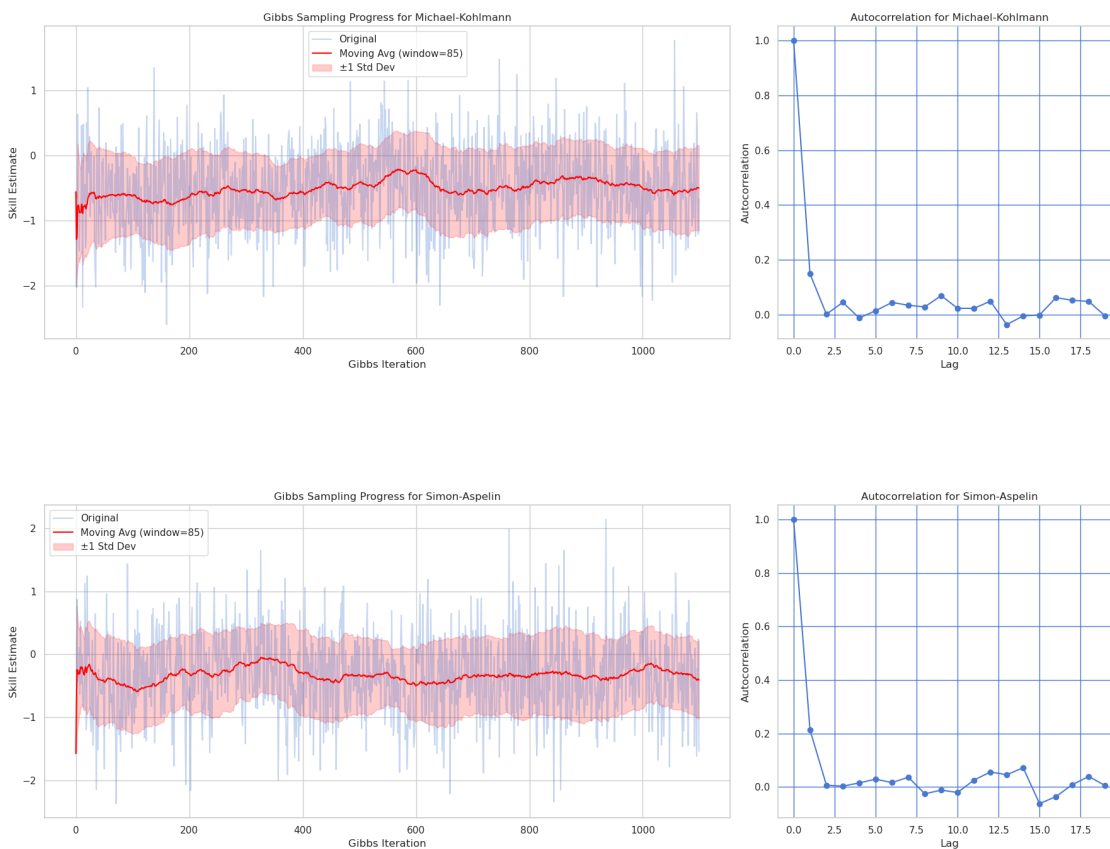 Gibbs Sampling Progress for Michael-Kohlmann
Original
Moving Avg (window=85)
±1 Std Dev
Skill Estimate
1
0
−1
−2
0
200
400
600
800
1000
Gibbs Iteration
Autocorrelation for Michael-Kohlmann
Autocorrelation
1.0
0.8
0.6
0.4
0.2
0.0
0.0
2.5
5.0
7.5
10.0
12.5
15.0
17.5
Lag
Gibbs Sampling Progress for Simon-Aspelin
Original
Moving Avg (window=85)
±1 Std Dev
Skill Estimate
2
1
0
−1
−2
0
200
400
600
800
1000
Gibbs Iteration
Autocorrelation for Simon-Aspelin
Autocorrelation
1.0
0.8
0.6
0.4
0.2
0.0
0.0
2.5
5.0
7.5
10.0
12.5
15.0
17.5
Lag